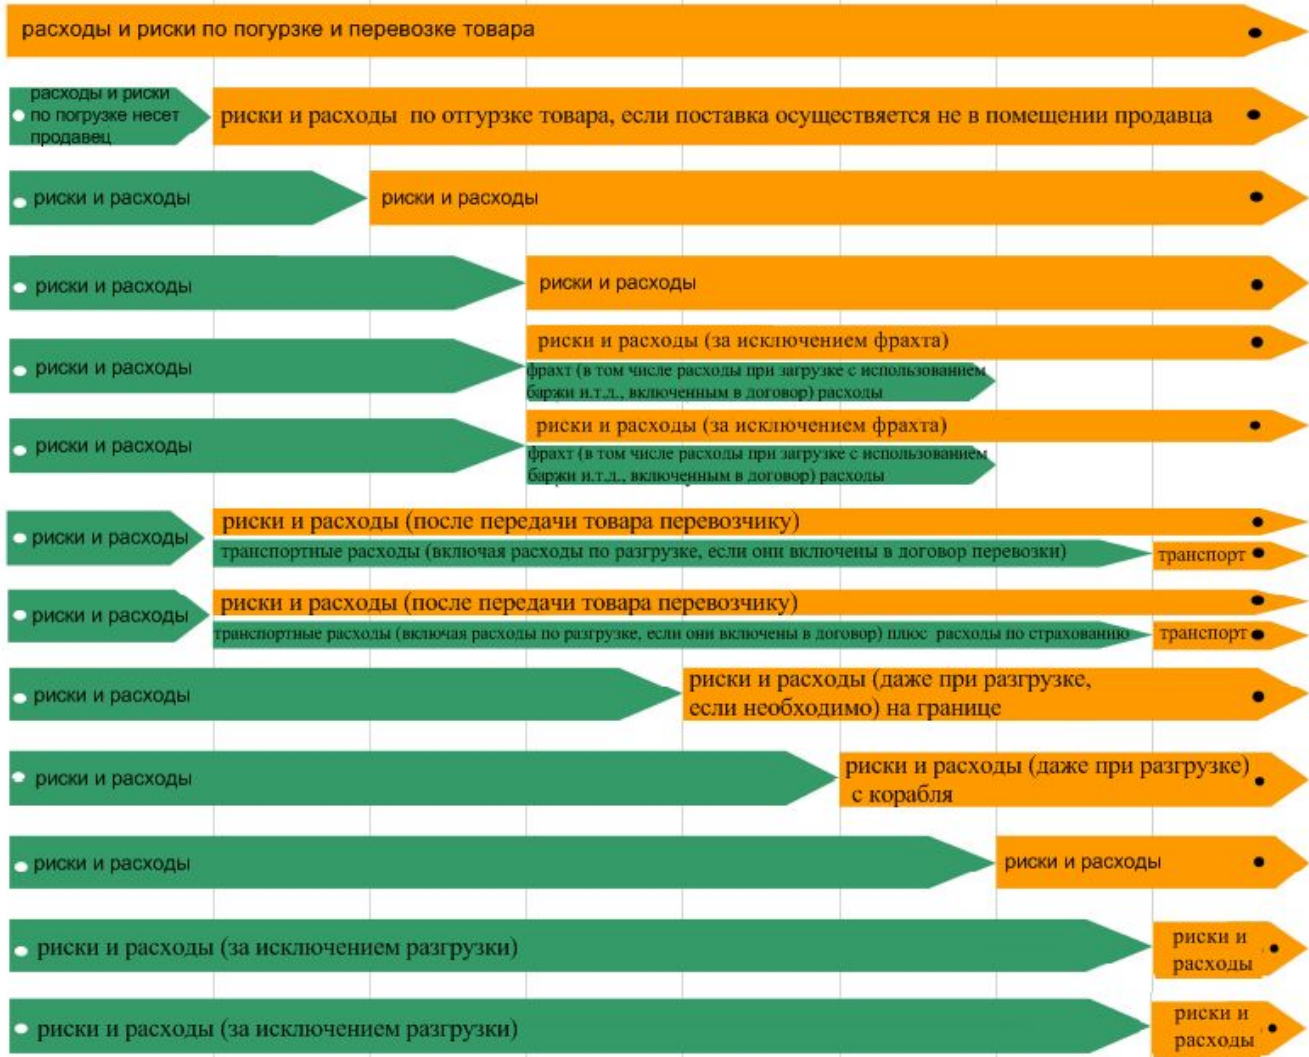 расходы и риски по погурзке и перевозке товара
расходы и риски
по погрузке несет
продавец
риски и расходы по отгурзке товара, если поставка осуществяется не в помещении продавца
риски и расходы
риски и расходы
риски и расходы
риски и расходы
риски и расходы
риски и расходы (за исключением фрахта)
фрахт (в том числе расходы при загрузке с использованием
баржи и.т.д., включенным в договор) расходы
риски и расходы
риски и расходы (за исключением фрахта)
фрахт (в том числе расходы при загрузке с использованием
баржи и.т.д., включенным в договор) расходы
риски и расходы
риски и расходы (после передачи товара перевозчику)
транспортные расходы (включая расходы по разгрузке, если они включены в договор перевозки)
транспорт
риски и расходы
риски и расходы (после передачи товара перевозчику)
транспортные расходы (включая расходы по разгрузке, если они включены в договор) плюс расходы по страхованию
транспорт
риски и расходы
риски и расходы (даже при разгрузке,
если необходимо) на границе
риски и расходы
риски и расходы (даже при разгрузке)
с корабля
риски и расходы
риски и расходы
риски и расходы (за исключением разгрузки)
риски и
расходы
риски и расходы (за исключением разгрузки)
риски и
расходы